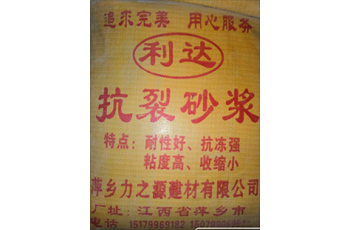 追求完美 用心服务
利达
抗裂砂浆
特点：耐性好、抗冻强
粘度高、收缩小
萍乡力之源建材有限公司
厂址：江西省萍乡市
电话：